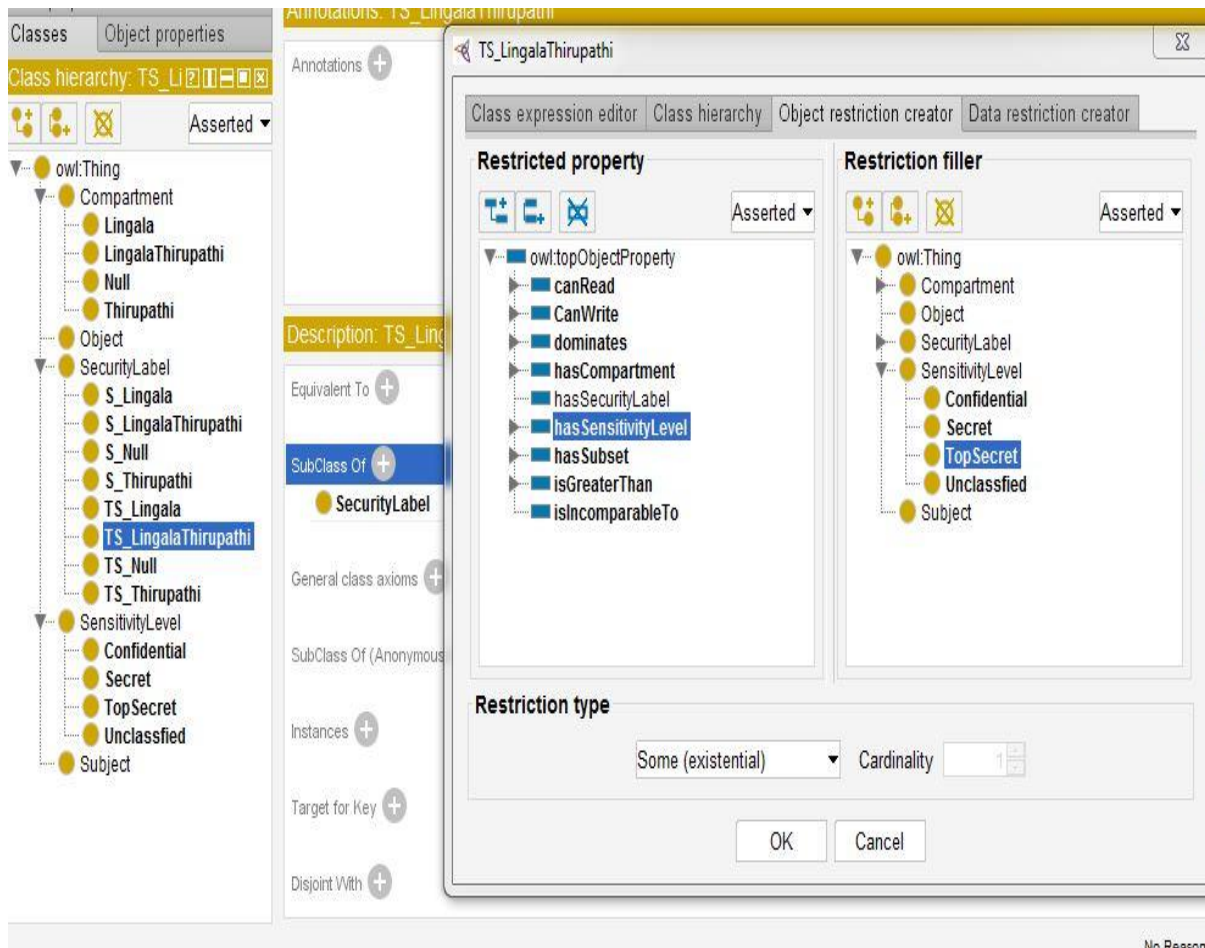 Classes
Object properties
Class hierarchy: TS_Li
Asserted
owl:Thing
Compartment
Lingala
LingalaThirupathi
Null
Thirupathi
Object
SecurityLabel
S_Lingala
S_LingalaThirupathi
S_Null
S_Thirupathi
TS_Lingala
TS_LingalaThirupathi
TS_Null
TS_Thirupathi
SensitivityLevel
Confidential
Secret
TopSecret
Unclassfied
Subject
Annotations: TS_LingalaThirupathi
Annotations
Description: TS_Ling
Equivalent To
SubClass Of
SecurityLabel
General class axioms
SubClass Of (Anonymous
Instances
Target for Key
Disjoint With
TS_LingalaThirupathi
Class expression editor
Class hierarchy
Object restriction creator
Data restriction creator
Restricted property
Asserted
owl:topObjectProperty
canRead
CanWrite
dominates
hasCompartment
hasSecurityLabel
hasSensitivityLevel
hasSubset
isGreaterThan
isIncomparableTo
Restriction filler
Asserted
owl:Thing
Compartment
Object
SecurityLabel
SensitivityLevel
Confidential
Secret
TopSecret
Unclassfied
Subject
Restriction type
Some (existential)
Cardinality
1
OK
Cancel
No Reason